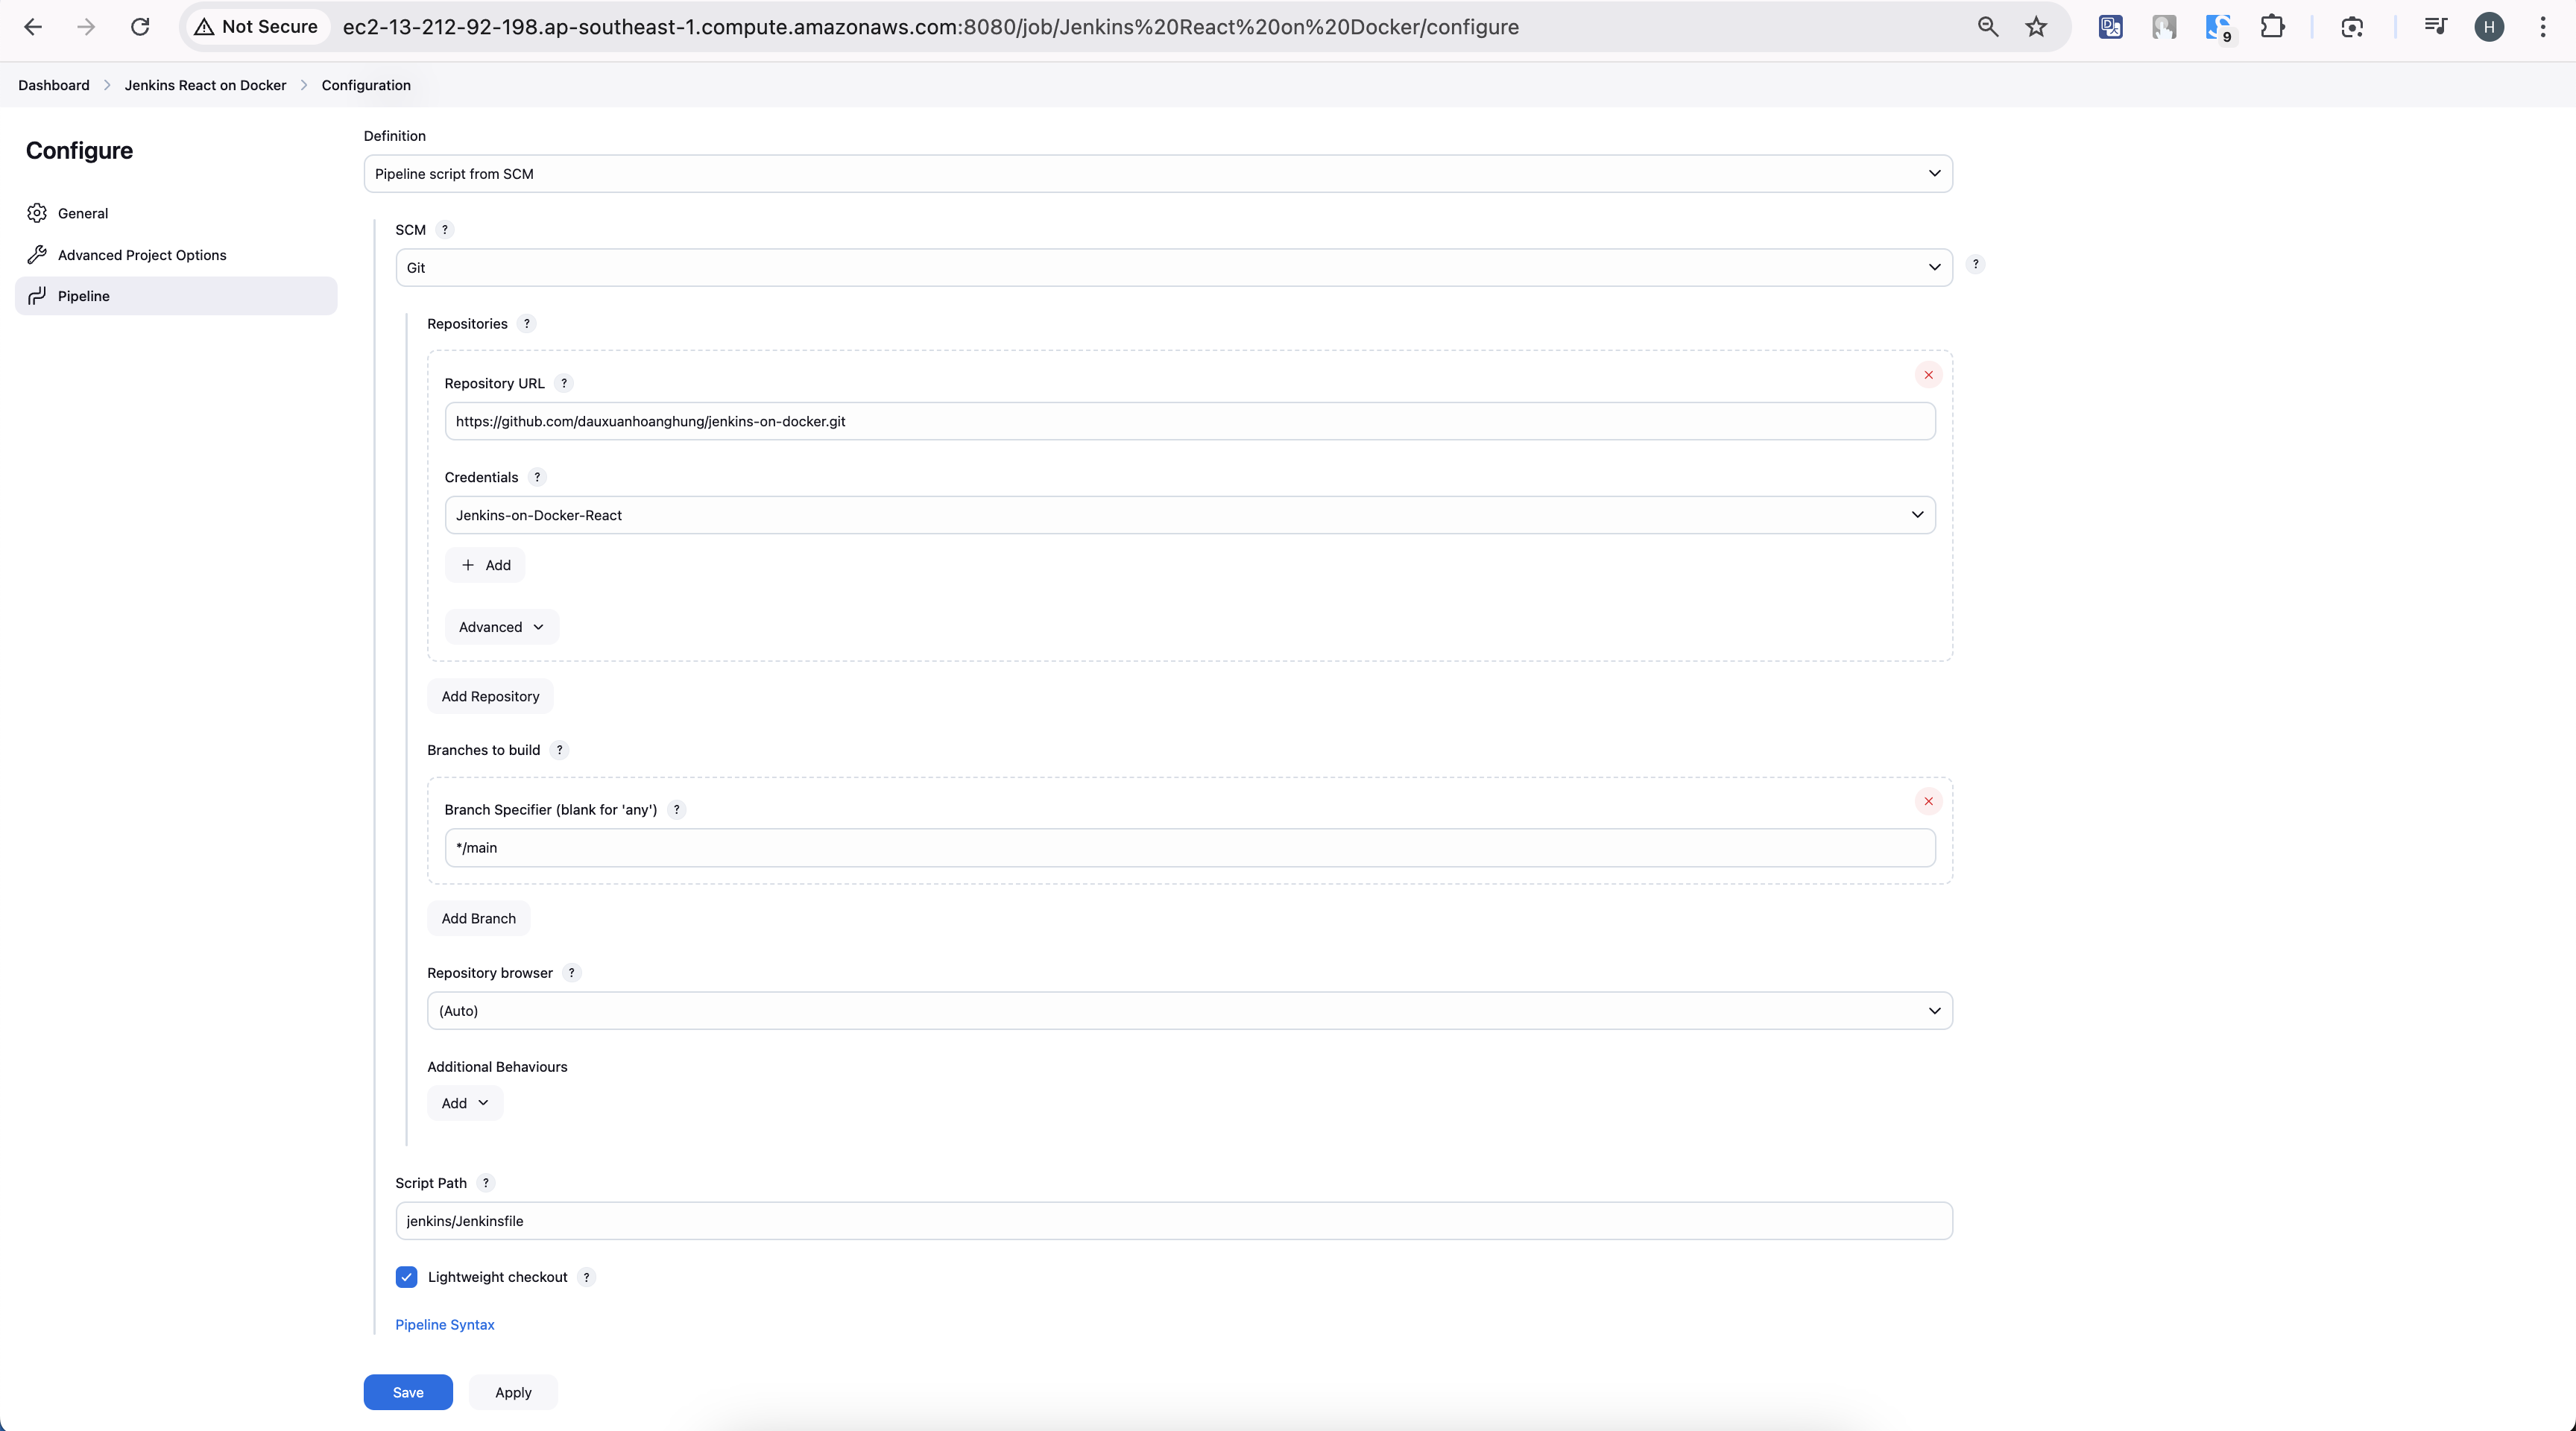 Not Secure
ec2-13-212-92-198.ap-southeast-1.compute.amazonaws.com:8080/job/Jenkins%20React%20on%20Docker/configure
9
H
Dashboard
Jenkins React on Docker
Configuration
Configure
General
Advanced Project Options
Pipeline
Definition
Pipeline script from SCM
SCM ?
Git
?
Repositories ?
Repository URL ?
https://github.com/dauxuanhoanghung/jenkins-on-docker.git
Credentials ?
Jenkins-on-Docker-React
+ Add
Advanced
Add Repository
Branches to build ?
Branch Specifier (blank for 'any') ?
*/main
Add Branch
Repository browser ?
(Auto)
Additional Behaviours
Add
Script Path ?
jenkins/Jenkinsfile
Lightweight checkout ?
Pipeline Syntax
Save
Apply